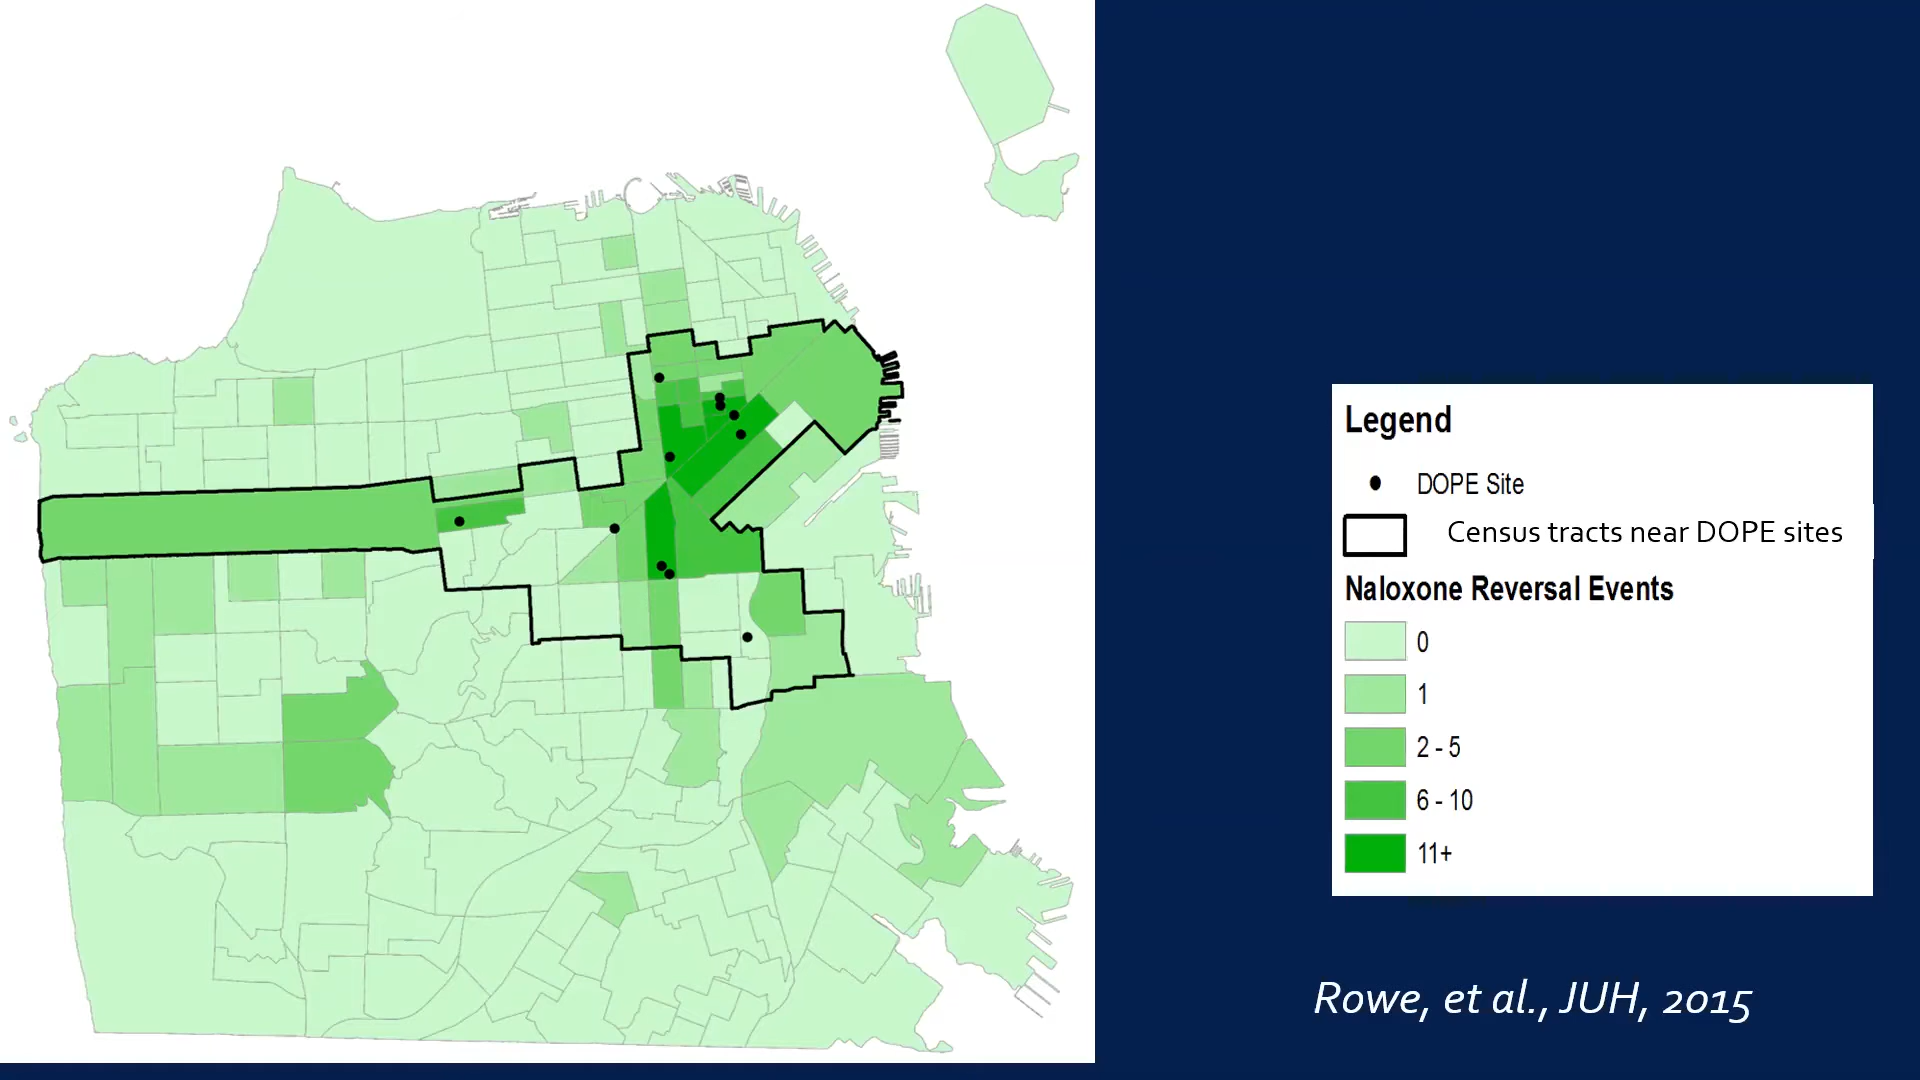 Legend
DOPE Site
Census tracts near DOPE sites
Naloxone Reversal Events
0
1
2 - 5
6 - 10
11+
Rowe, et al., JUH, 2015